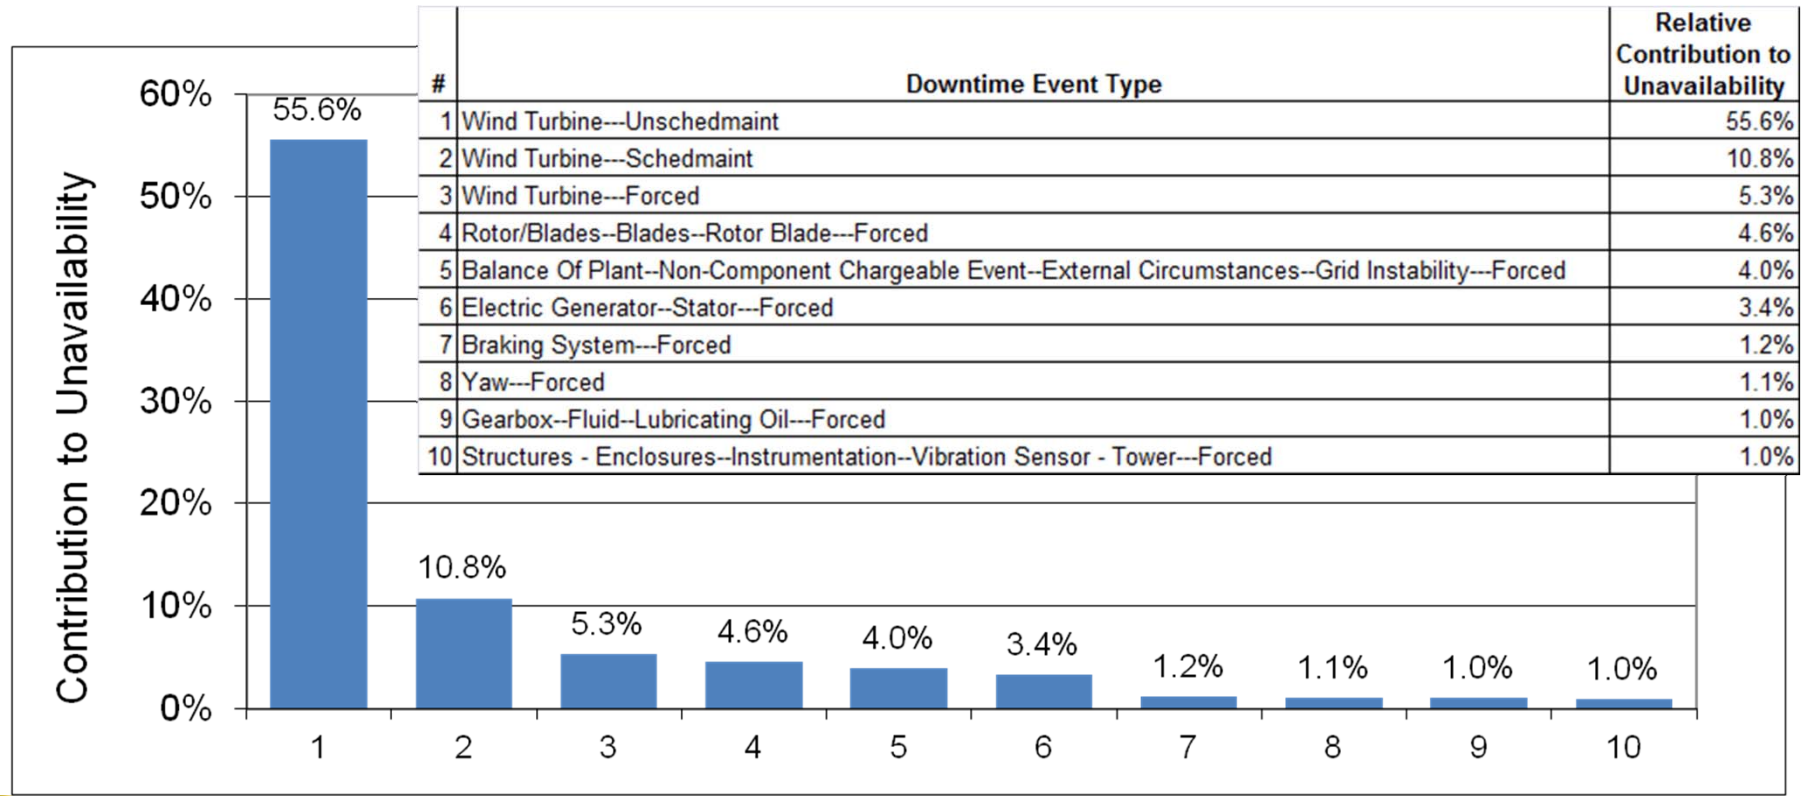 Relative
Contribution to
Unavailability
# Downtime Event Type
1 Wind Turbine---Unschedmaint 55.6%
2 Wind Turbine---Schedmaint 10.8%
3 Wind Turbine---Forced 5.3%
4 Rotor/Blades--Blades--Rotor Blade---Forced 4.6%
5 Balance Of Plant--Non-Component Chargeable Event--External Circumstances--Grid Instability---Forced 4.0%
6 Electric Generator--Stator---Forced 3.4%
7 Braking System---Forced 1.2%
8 Yaw---Forced 1.1%
9 Gearbox--Fluid--Lubricating Oil---Forced 1.0%
10 Structures - Enclosures--Instrumentation--Vibration Sensor - Tower---Forced 1.0%
Contribution to Unavailability
60%
50%
40%
30%
20%
10%
0%
55.6%
10.8%
5.3%
4.6%
4.0%
3.4%
1.2%
1.1%
1.0%
1.0%
1 2 3 4 5 6 7 8 9 10